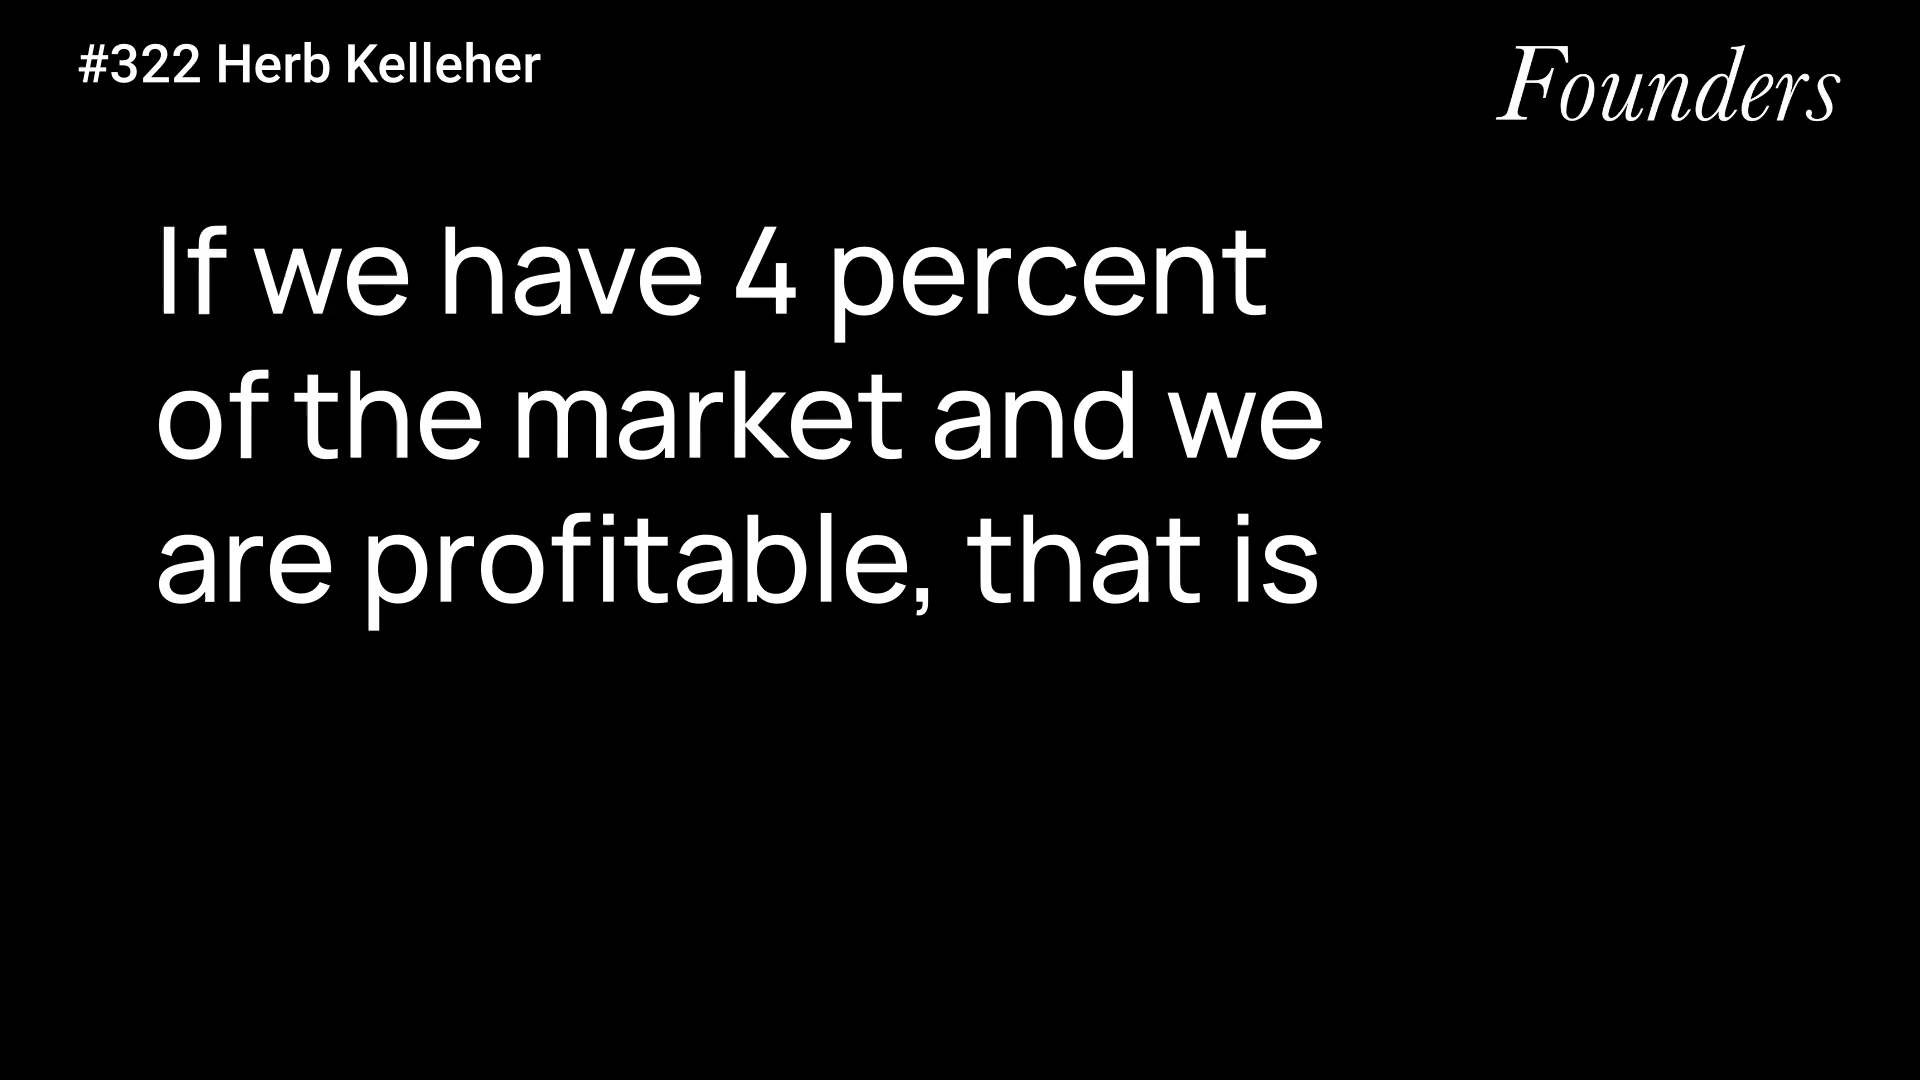 #322 Herb Kelleher
Founders
If we have 4 percent
of the market and we
are profitable, that is